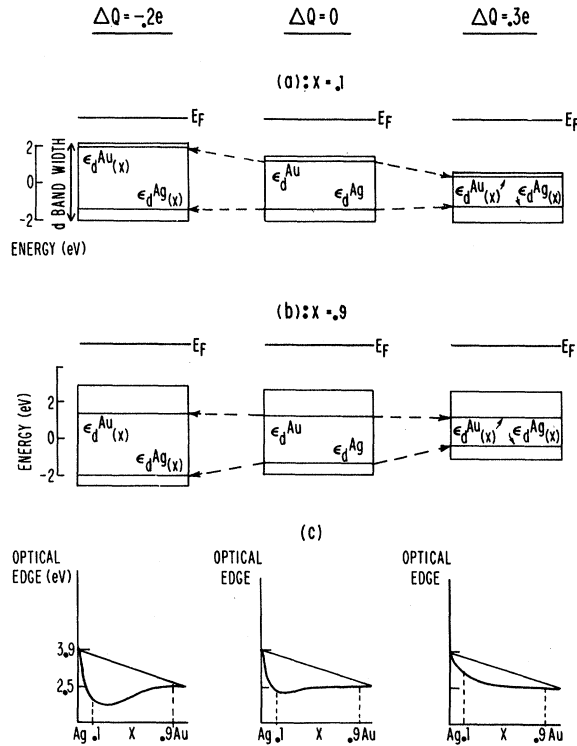 ΔQ=-.2e ΔQ=0 ΔQ=.3e
(a): x = .1
E_F E_F E_F
2
0
-2
d BAND WIDTH
ϵ_d^Au(x) ϵ_d^Au ϵ_d^Au(x) ϵ_d^Ag(x)
ϵ_d^Ag(x) ϵ_d^Ag
ENERGY (eV)
(b): x = .9
E_F E_F E_F
2
0
-2
ENERGY (eV)
ϵ_d^Au(x) ϵ_d^Au ϵ_d^Au(x) ϵ_d^Ag(x)
ϵ_d^Ag(x) ϵ_d^Ag
(c)
OPTICAL OPTICAL OPTICAL
EDGE (eV) EDGE EDGE
3.9
2.5
Ag .1 X .9 Au Ag .1 X .9 Au Ag .1 X .9 Au